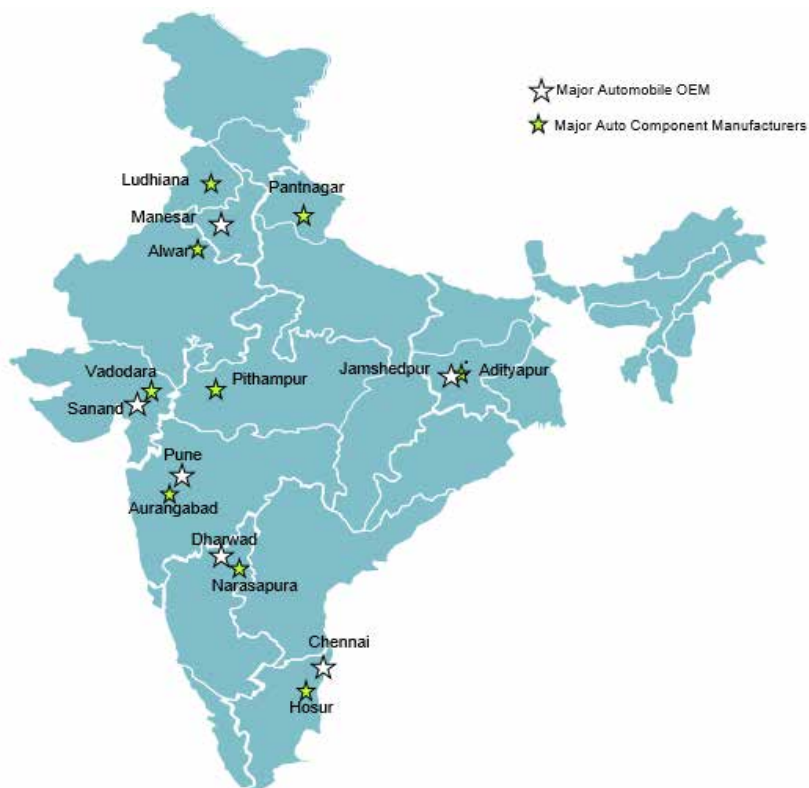 Major Automobile OEM
Major Auto Component Manufacturers
Ludhiana
Pantnagar
Manesar
Alwar
Vadodara
Pithampur
Jamshedpur
Adityapur
Sanand
Pune
Aurangabad
Dharwad
Narasapura
Chennai
Hosur